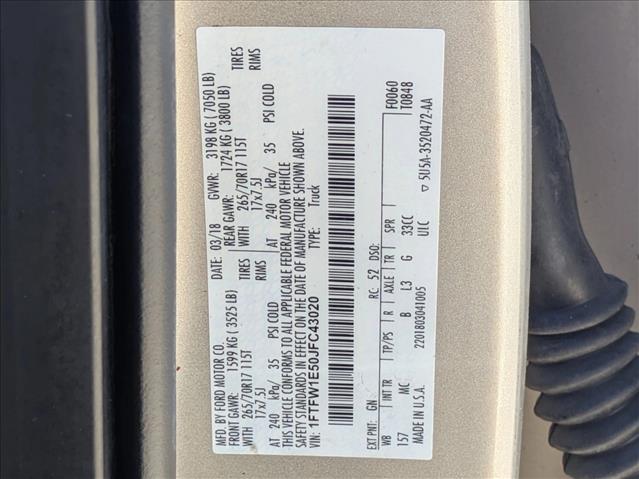 MFD. BY FORD MOTOR CO. DATE: 03/18 GVWR: 3198 KG (7050 LB)
FRONT GAWR: 1599 KG (3525 LB) REAR GAWR: 1724 KG (3800 LB)
WITH 265/70R17 115T TIRES WITH 265/70R17 115T TIRES
17x7.5J RIMS 17x7.5J RIMS
AT 240 kPa/ 35 PSI COLD AT 240 kPa/ 35 PSI COLD
THIS VEHICLE CONFORMS TO ALL APPLICABLE FEDERAL MOTOR VEHICLE
SAFETY STANDARDS IN EFFECT ON THE DATE OF MANUFACTURE SHOWN ABOVE.
VIN: 1FTFW1E50JFC43020 TYPE: Truck
EXT PNT: GN RC: 52 DSO: F0060
WB INT TR TP/PS R AXLE TR SPR T0848
157 MC B L3 G 33CC
MADE IN U.S.A. 2201803041005 UIC 5U5A-3520472-AA